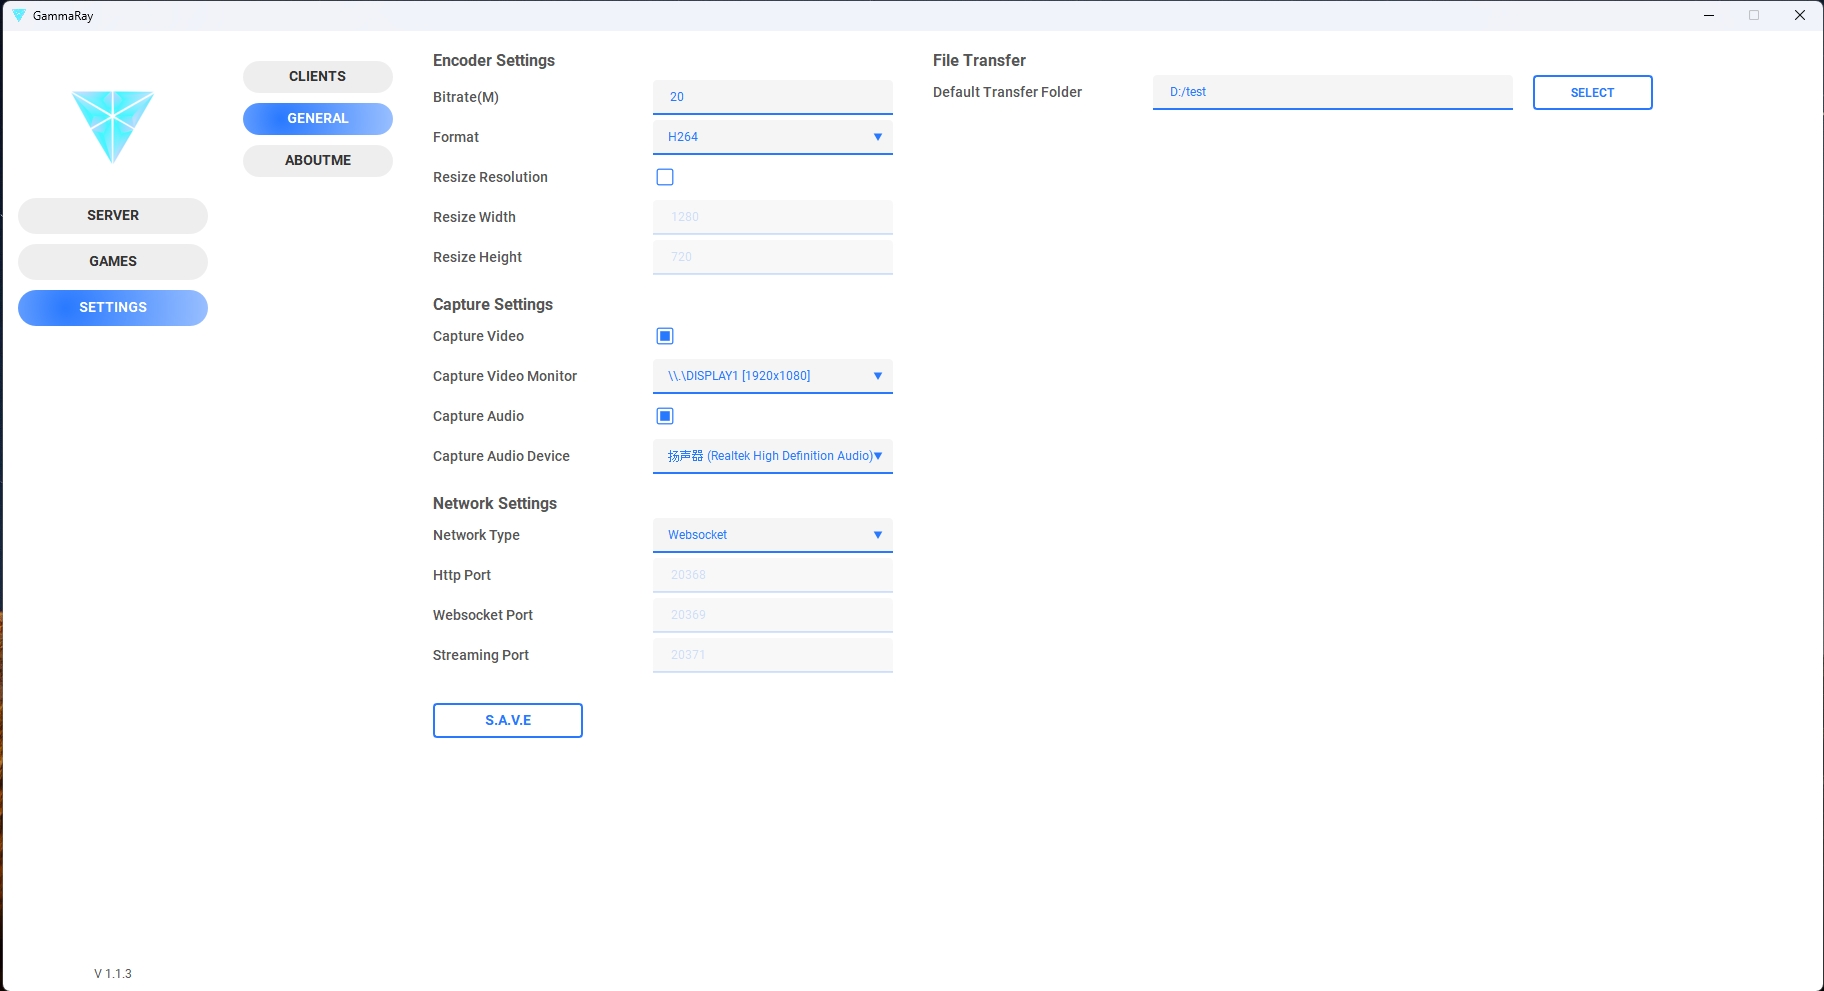 GammaRay
SERVER
GAMES
SETTINGS
V 1.1.3
CLIENTS
GENERAL
ABOUTME
Encoder Settings
Bitrate(M) 20
Format H264
Resize Resolution
Resize Width 1280
Resize Height 720
Capture Settings
Capture Video
Capture Video Monitor \\.\DISPLAY1 [1920x1080]
Capture Audio
Capture Audio Device 扬声器 (Realtek High Definition Audio)
Network Settings
Network Type Websocket
Http Port 20368
Websocket Port 20369
Streaming Port 20371
S.A.V.E
File Transfer
Default Transfer Folder D:/test SELECT